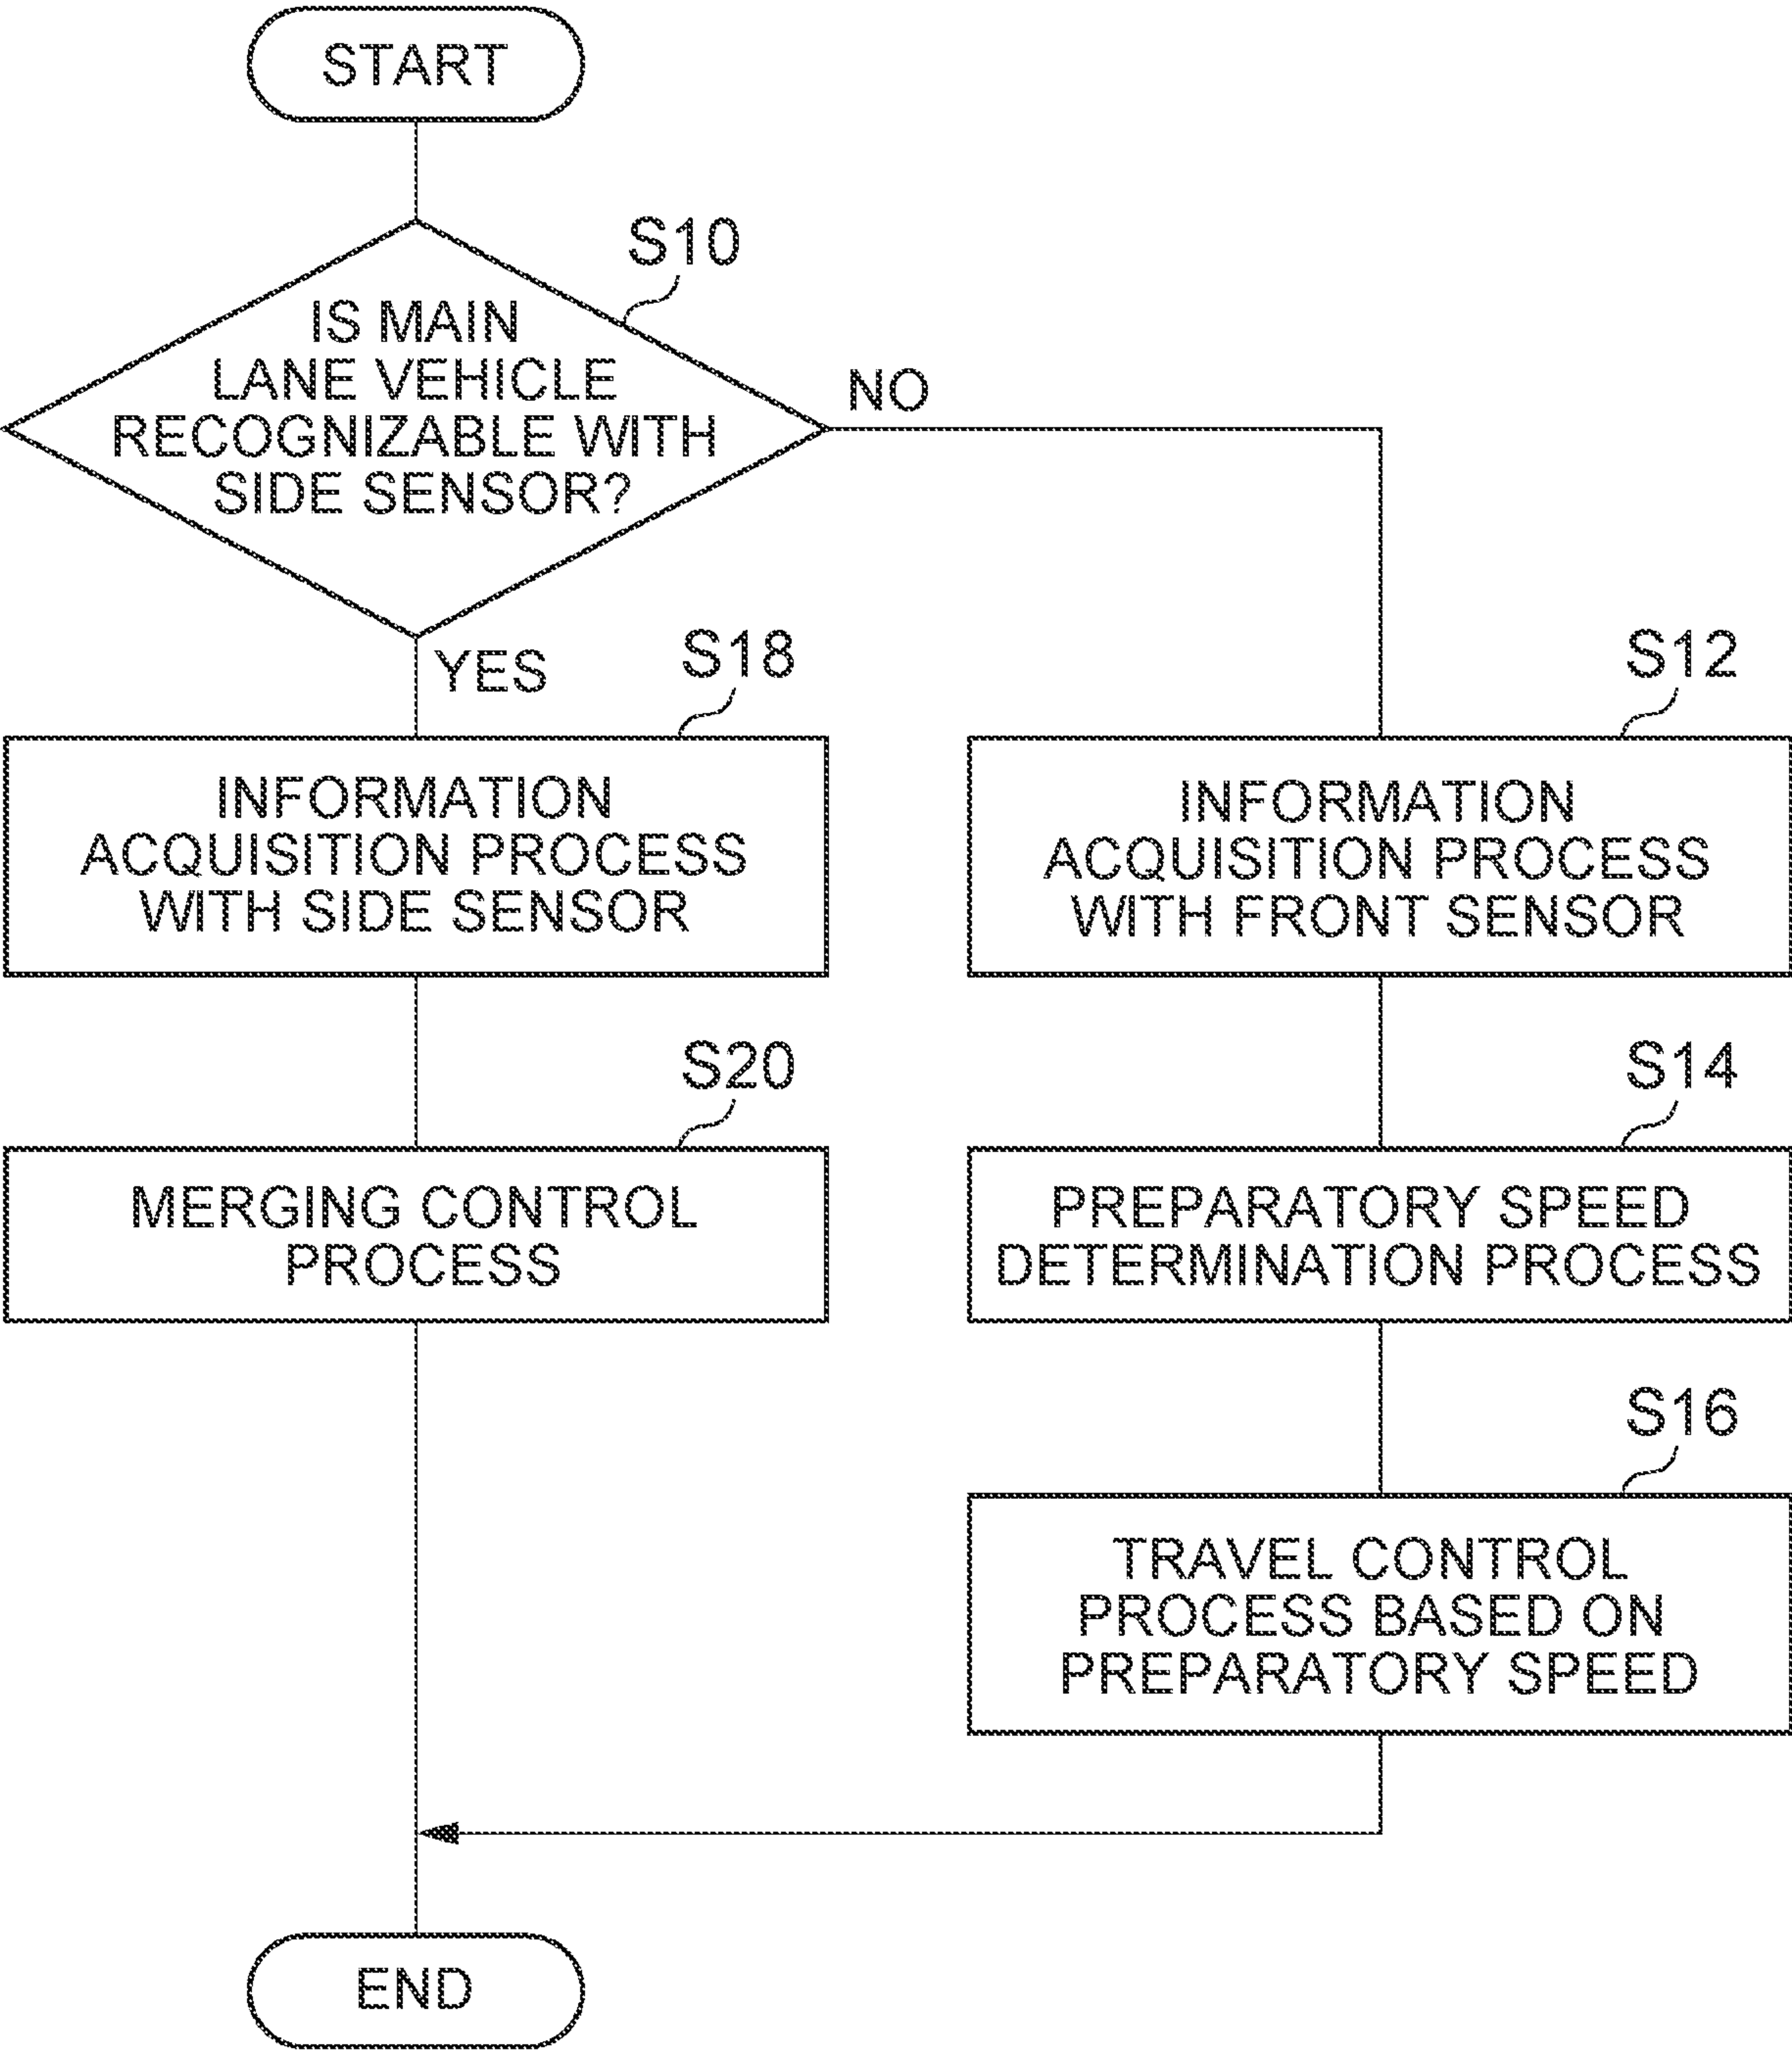 START
S10
IS MAIN
LANE VEHICLE
RECOGNIZABLE WITH
SIDE SENSOR?
NO
YES
S18
INFORMATION
ACQUISITION PROCESS
WITH SIDE SENSOR
S20
MERGING CONTROL
PROCESS
S12
INFORMATION
ACQUISITION PROCESS
WITH FRONT SENSOR
S14
PREPARATORY SPEED
DETERMINATION PROCESS
S16
TRAVEL CONTROL
PROCESS BASED ON
PREPARATORY SPEED
END